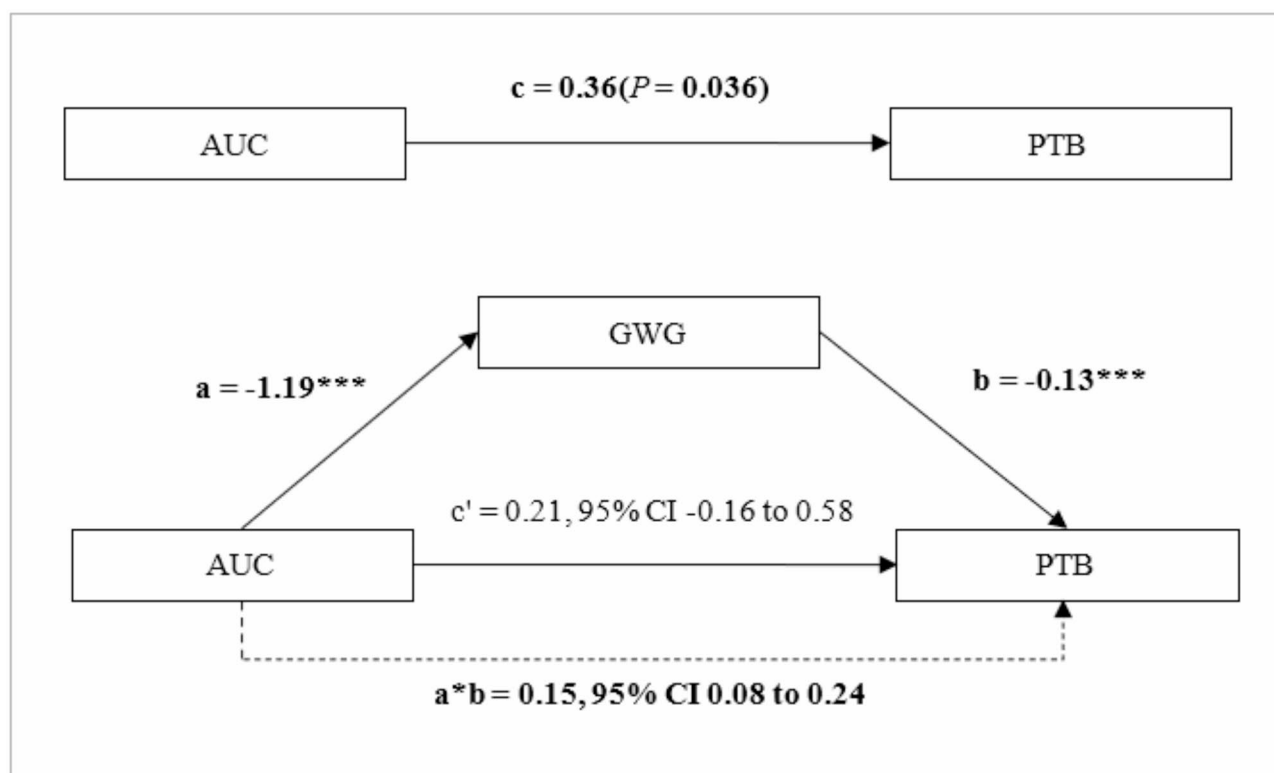 c = 0.36(P = 0.036)
AUC
PTB
GWG
a = -1.19***
b = -0.13***
c' = 0.21, 95% CI -0.16 to 0.58
AUC
PTB
a*b = 0.15, 95% CI 0.08 to 0.24